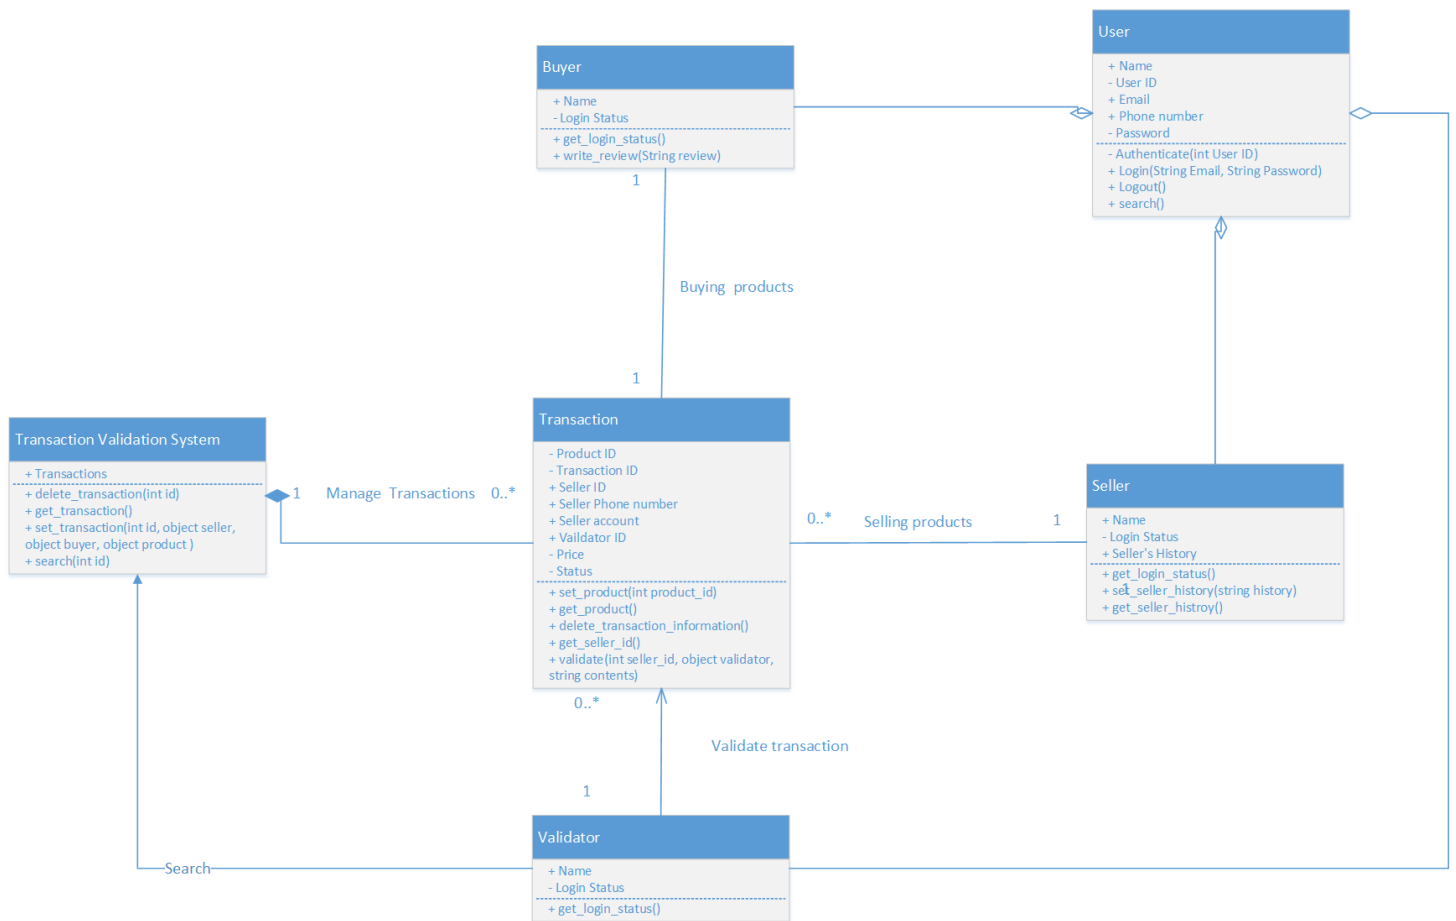 User
+ Name
- User ID
+ Email
+ Phone number
- Password
- Authenticate(int User ID)
+ Login(String Email, String Password)
+ Logout()
+ search()
Buyer
+ Name
- Login Status
+ get_login_status()
+ write_review(String review)
1
Buying products
1
Transaction
- Product ID
- Transaction ID
+ Seller ID
+ Seller Phone number
+ Seller account
+ Vaildator ID
- Price
- Status
+ set_product(int product_id)
+ get_product()
+ delete_transaction_information()
+ get_seller_id()
+ validate(int seller_id, object validator,
string contents)
Transaction Validation System
+ Transactions
+ delete_transaction(int id)
+ get_transaction()
+ set_transaction(int id, object seller,
object buyer, object product )
+ search(int id)
1 Manage Transactions 0..*
0..* Selling products 1
Seller
+ Name
- Login Status
+ Seller's History
+ get_login_status()
+ set_seller_history(string history)
1
+ get_seller_histroy()
0..*
Validate transaction
1
Validator
+ Name
- Login Status
+ get_login_status()
Search